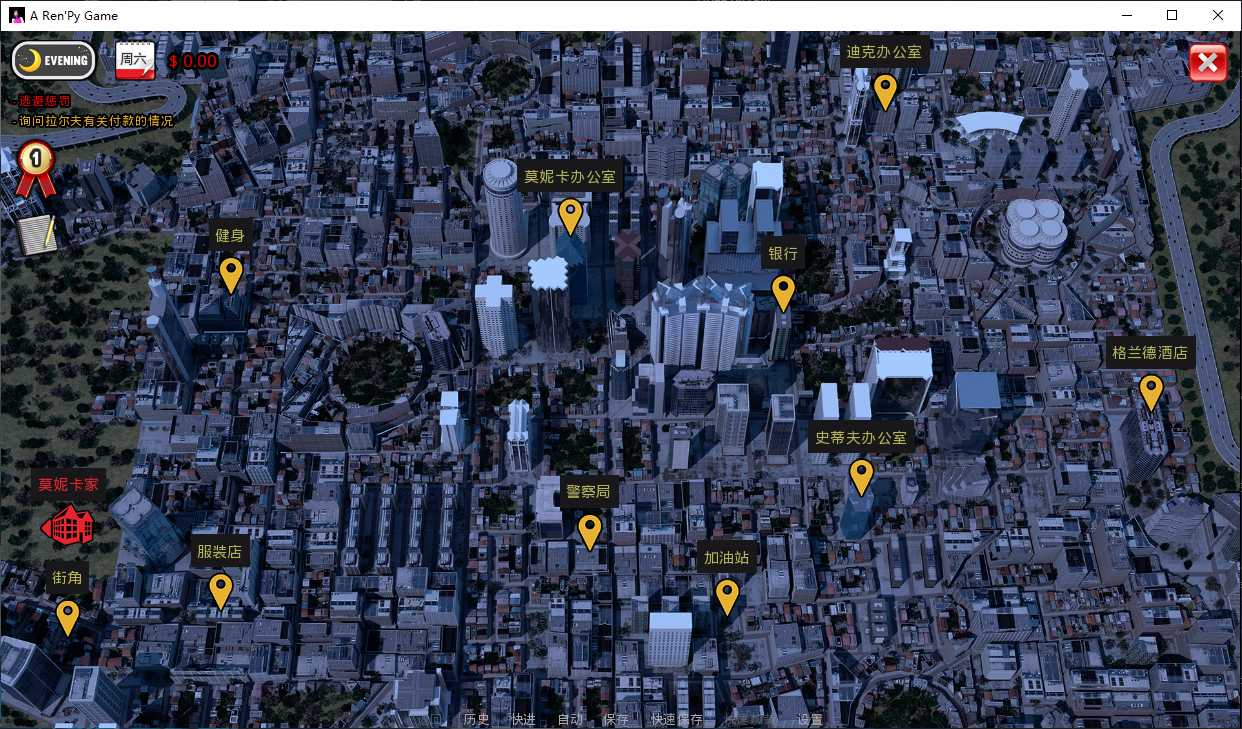 A Ren'Py Game
EVENING
周六
$ 0.00
-逃避惩罚
-询问拉尔夫有关付款的情况
1
迪克办公室
莫妮卡办公室
健身
银行
格兰德酒店
史蒂夫办公室
莫妮卡家
警察局
服装店
加油站
街角
历史
快进
自动
保存
快速保存
设置